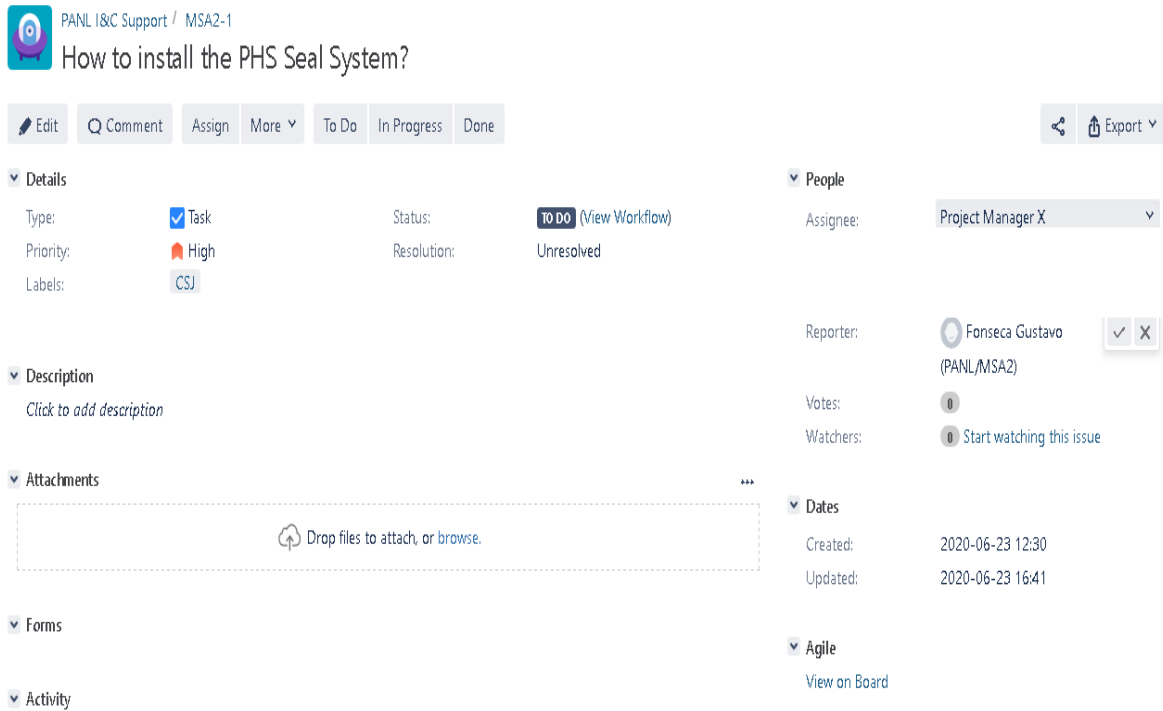 PANL I&C Support / MSA2-1
How to install the PHS Seal System?
Edit Comment Assign More To Do In Progress Done Export
Details
Type: Task Status: TO DO (View Workflow)
Priority: High Resolution: Unresolved
Labels: CSJ
Description
Click to add description
Attachments
Drop files to attach, or browse.
Forms
Activity
People
Assignee: Project Manager X
Reporter: Fonseca Gustavo
(PANL/MSA2)
Votes: 0
Watchers: 0 Start watching this issue
Dates
Created: 2020-06-23 12:30
Updated: 2020-06-23 16:41
Agile
View on Board